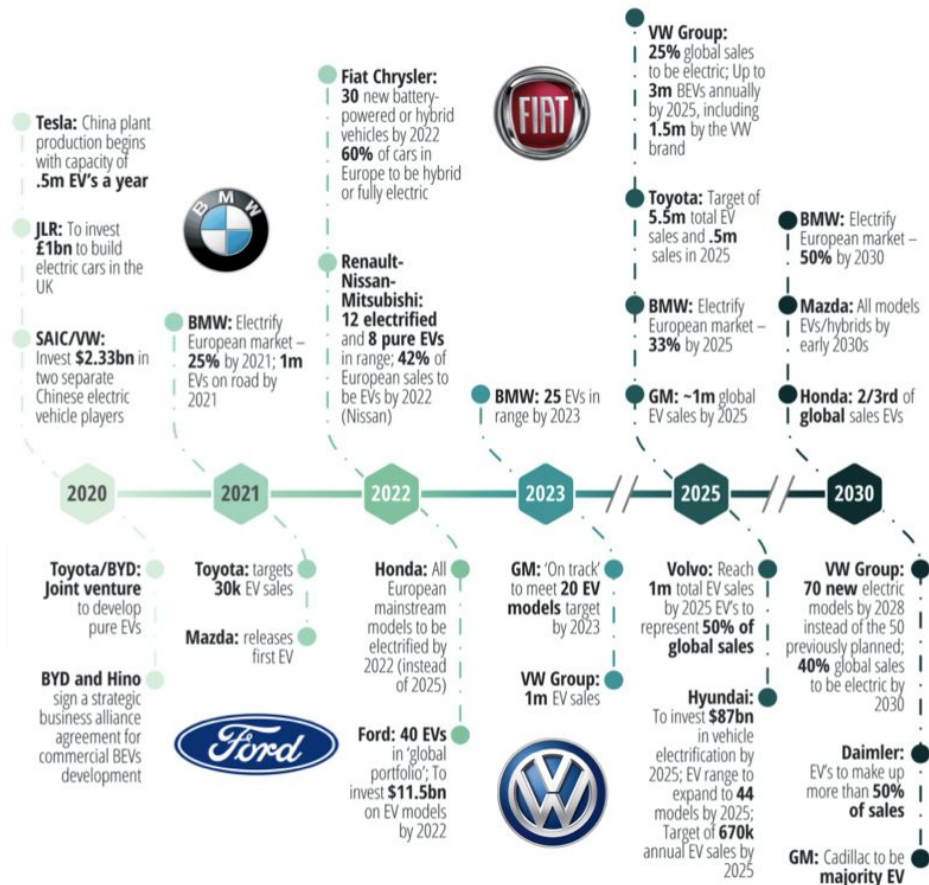 Tesla: China plant
production begins
with capacity of
.5m EV's a year
JLR: To invest
£1bn to build
electric cars in the
UK
SAIC/VW:
Invest $2.33bn in
two separate
Chinese electric
vehicle players
BMW
BMW: Electrify
European market –
25% by 2021; 1m
EVs on road by
2021
Fiat Chrysler:
30 new battery-
powered or hybrid
vehicles by 2022
60% of cars in
Europe to be hybrid
or fully electric
Renault-
Nissan-
Mitsubishi:
12 electrified
and 8 pure EVs
in range; 42% of
European sales to
be EVs by 2022
(Nissan)
FIAT
BMW: 25 EVs in
range by 2023
VW Group:
25% global sales
to be electric; Up to
3m BEVs annually
by 2025, including
1.5m by the VW
brand
Toyota: Target of
5.5m total EV
sales and .5m
sales in 2025
BMW: Electrify
European market –
33% by 2025
GM: ~1m global
EV sales by 2025
BMW: Electrify
European market –
50% by 2030
Mazda: All models
EVs/hybrids by
early 2030s
Honda: 2/3rd of
global sales EVs
2020
2021
2022
2023
2025
2030
Toyota/BYD:
Joint venture
to develop
pure EVs
BYD and Hino
sign a strategic
business alliance
agreement for
commercial BEVs
development
Toyota: targets
30k EV sales
Mazda: releases
first EV
Ford
Honda: All
European
mainstream
models to be
electrified by
2022 (instead
of 2025)
Ford: 40 EVs
in ‘global
portfolio’; To
invest $11.5bn
on EV models
by 2022
GM: ‘On track’
to meet 20 EV
models target
by 2023
VW Group:
1m EV sales
VW
Volvo: Reach
1m total EV sales
by 2025 EV's to
represent 50% of
global sales
Hyundai:
To invest $87bn
in vehicle
electrification by
2025; EV range to
expand to 44
models by 2025;
Target of 670k
annual EV sales by
2025
VW Group:
70 new electric
models by 2028
instead of the 50
previously planned;
40% global sales
to be electric by
2030
Daimler:
EV's to make up
more than 50%
of sales
GM: Cadillac to be
majority EV